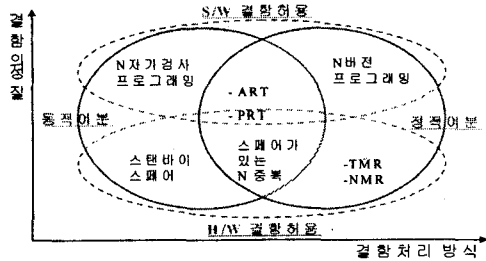 S/W 결함허용
결함의성질
N자가검사
프로그래밍
N버전
프로그래밍
- ART
- PRT
동적여분
정적여분
스탠바이
스페어
스페어가
있는
N중복
-TMR
-NMR
H/W 결함허용
결함처리 방식